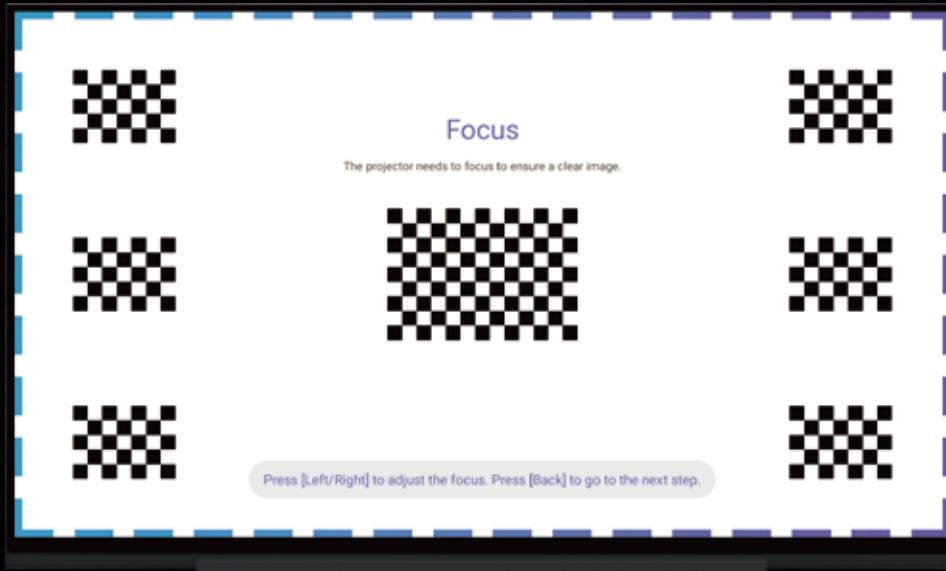 Focus
The projector needs to focus to ensure a clear image.
Press [Left/Right] to adjust the focus. Press [Back] to go to the next step.